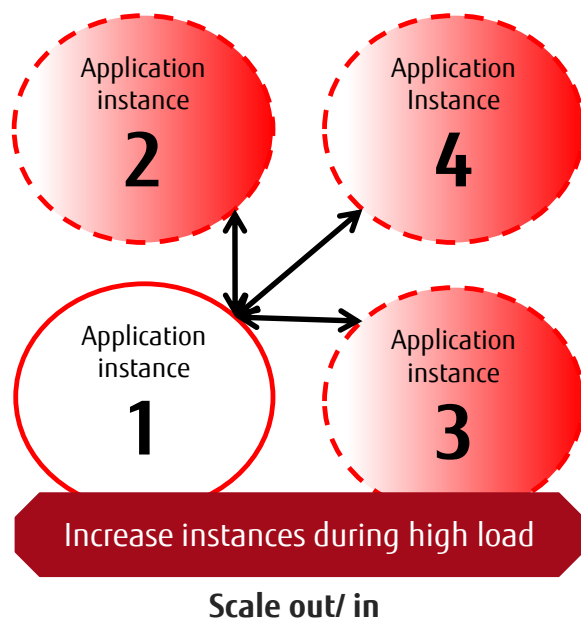 Application
instance
2
Application
Instance
4
Application
instance
1
Application
instance
3
Increase instances during high load
Scale out/ in